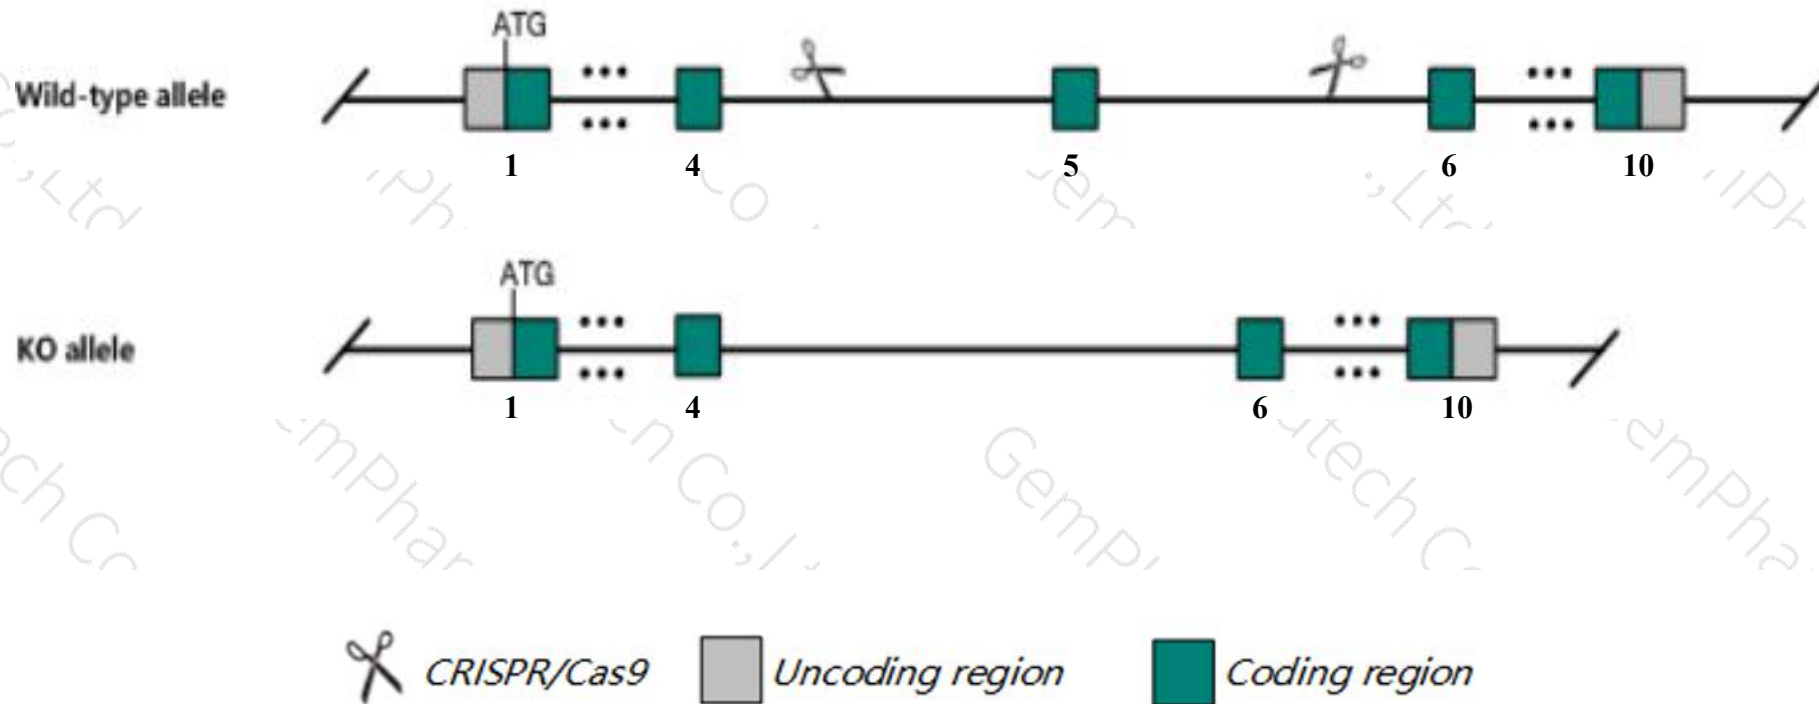 ATG
Wild-type allele
1 4 5 6 10
ATG
KO allele
1 4 6 10
CRISPR/Cas9 Uncoding region Coding region